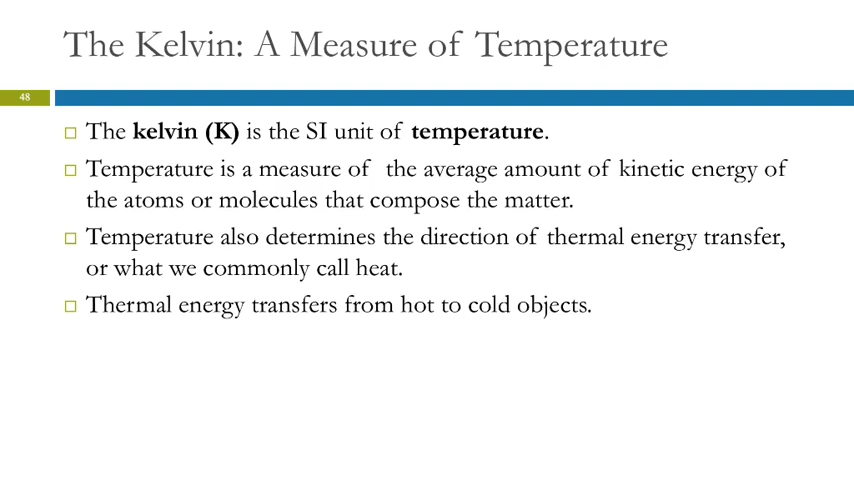 The Kelvin: A Measure of Temperature
48
The kelvin (K) is the SI unit of temperature.
Temperature is a measure of the average amount of kinetic energy of
the atoms or molecules that compose the matter.
Temperature also determines the direction of thermal energy transfer,
or what we commonly call heat.
Thermal energy transfers from hot to cold objects.